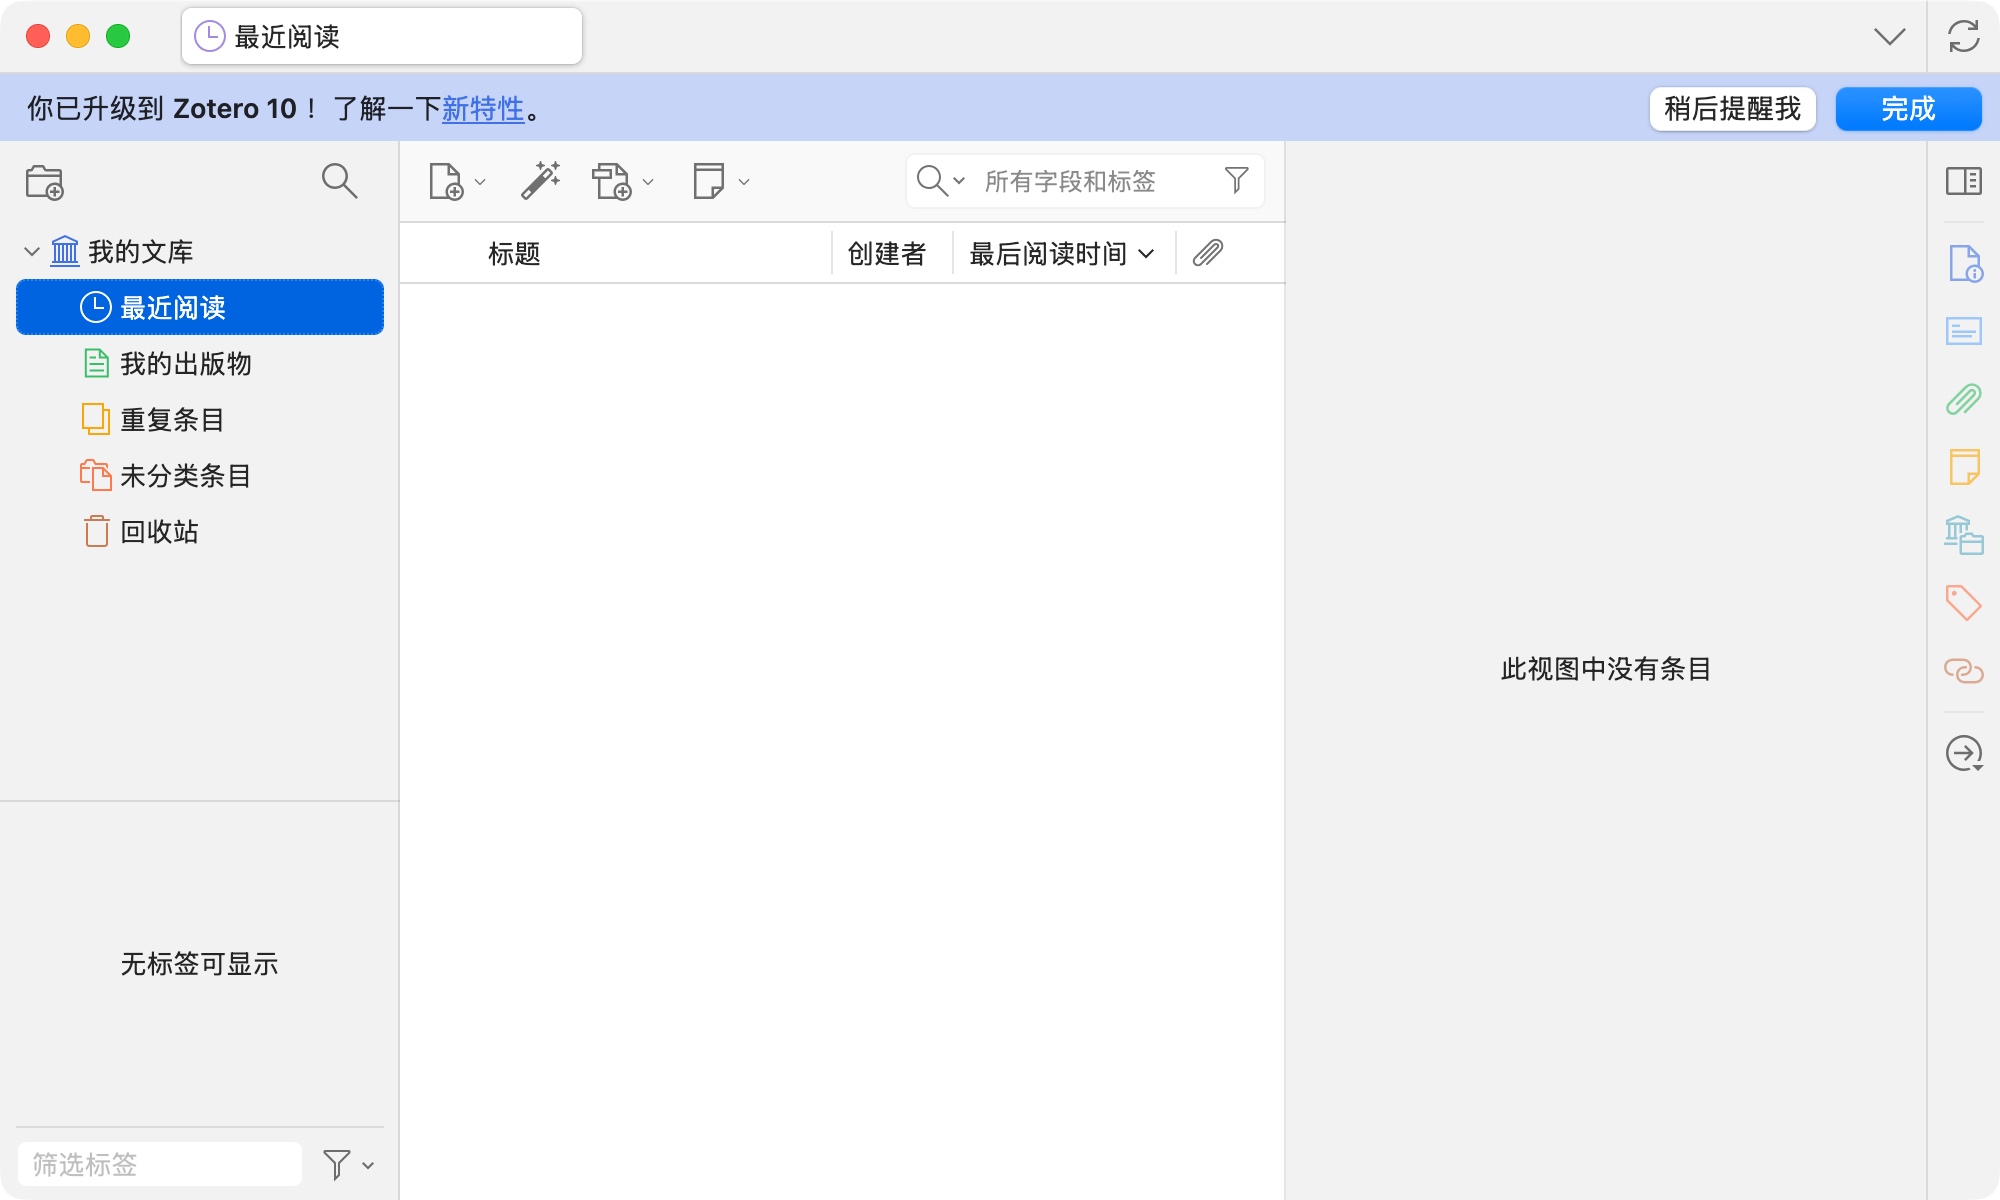 最近阅读
你已升级到 Zotero 10！了解一下新特性。
稍后提醒我
完成
所有字段和标签
我的文库
最近阅读
我的出版物
重复条目
未分类条目
回收站
标题
创建者
最后阅读时间
此视图中没有条目
无标签可显示
筛选标签